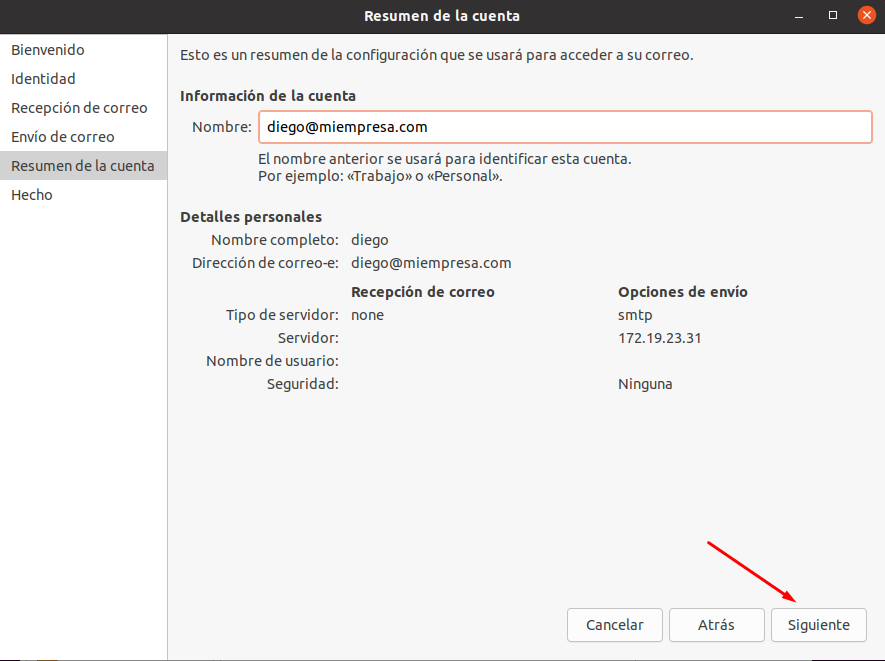 Resumen de la cuenta
Bienvenido
Identidad
Recepción de correo
Envío de correo
Resumen de la cuenta
Hecho
Esto es un resumen de la configuración que se usará para acceder a su correo.
Información de la cuenta
Nombre: diego@miempresa.com
El nombre anterior se usará para identificar esta cuenta.
Por ejemplo: «Trabajo» o «Personal».
Detalles personales
Nombre completo: diego
Dirección de correo-e: diego@miempresa.com
Recepción de correo Opciones de envío
Tipo de servidor: none smtp
Servidor: 172.19.23.31
Nombre de usuario:
Seguridad: Ninguna
Cancelar Atrás Siguiente